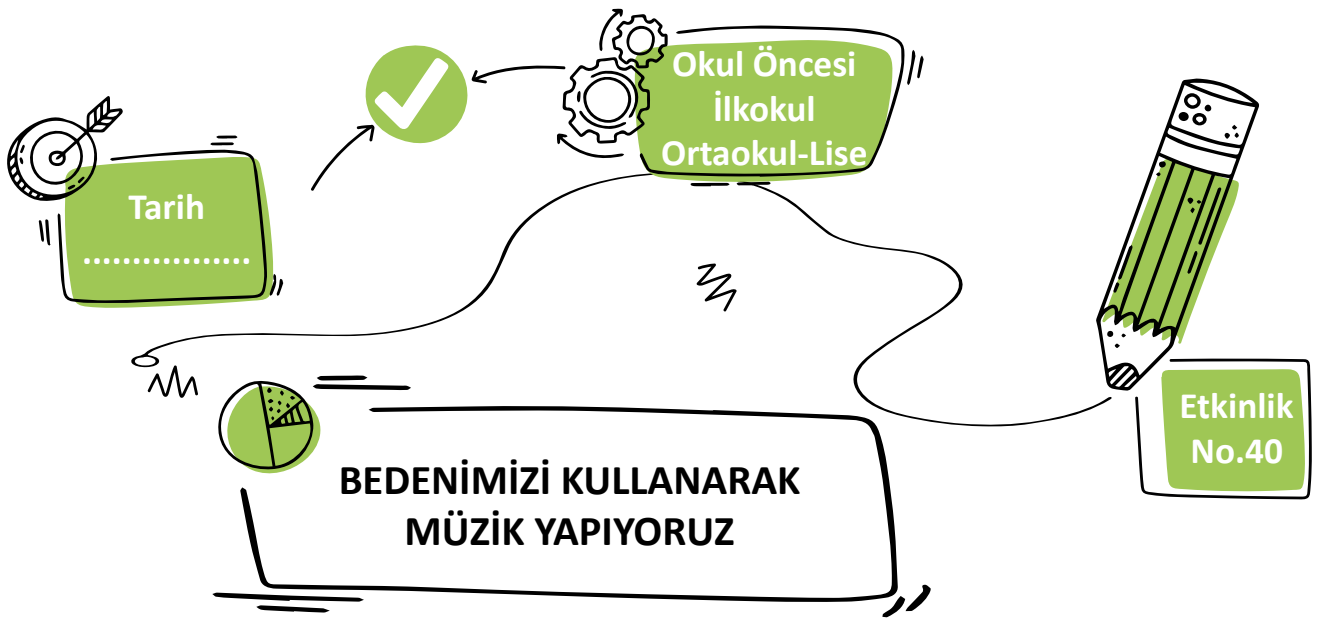 Okul Öncesi
İlkokul
Ortaokul-Lise
Tarih
.................
Etkinlik
No.40
BEDENİMİZİ KULLANARAK
MÜZİK YAPIYORUZ